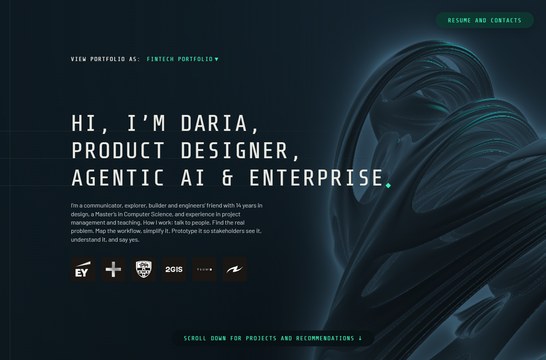 RESUME AND CONTACTS
VIEW PORTFOLIO AS: FINTECH PORTFOLIO ▼
HI, I'M DARIA,
PRODUCT DESIGNER,
AGENTIC AI & ENTERPRISE.
I'm a communicator, explorer, builder and engineers' friend with 14 years in
design, a Master's in Computer Science, and experience in project
management and teaching. How I work: talk to people. Find the real
problem. Map the workflow, simplify it. Prototype it so stakeholders see it,
understand it, and say yes.
EY
2GIS
SCROLL DOWN FOR PROJECTS AND RECOMMENDATIONS ↓